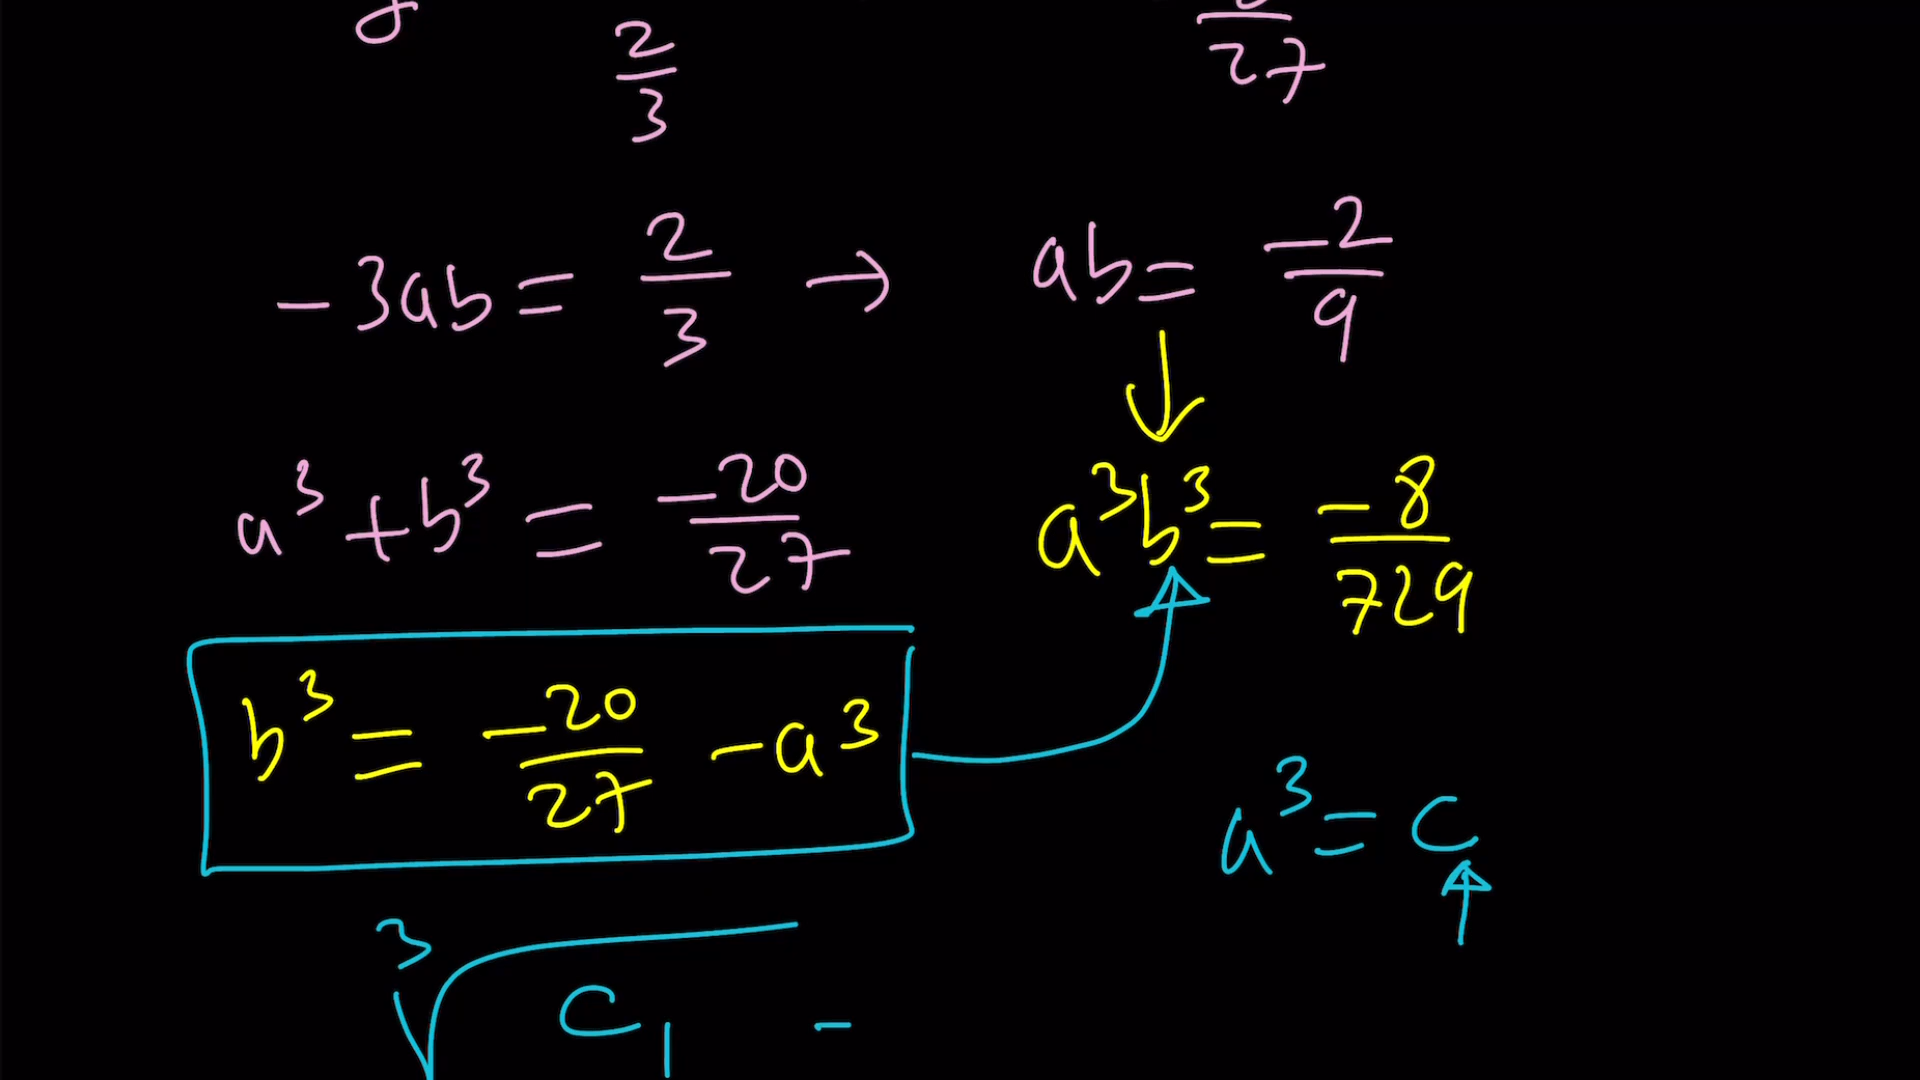 y 2/3 /27
-3ab = 2/3 → ab = -2/9
a³ + b³ = -20/27 a³b³ = -8/729
b³ = -20/27 - a³
a³ = c
∛ C₁ -